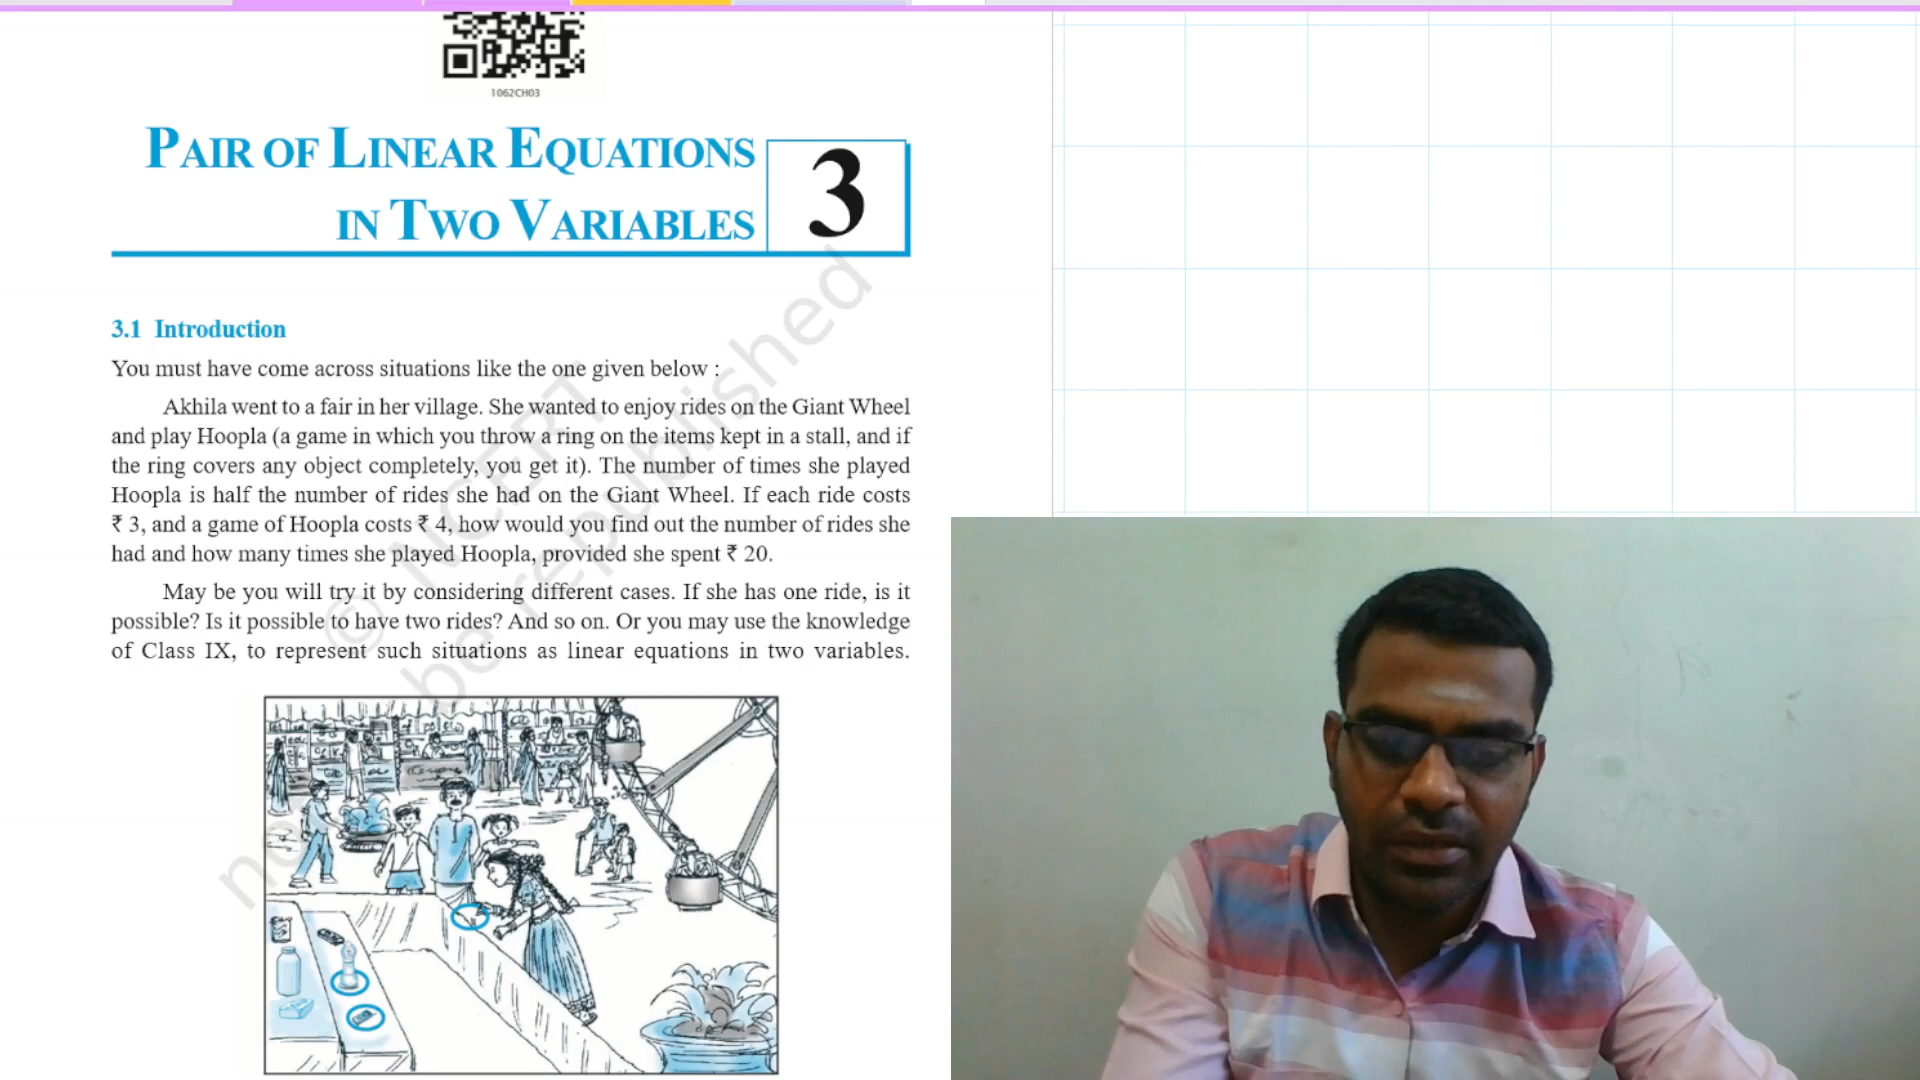 1062CH03
PAIR OF LINEAR EQUATIONS
IN TWO VARIABLES
3
3.1 Introduction
You must have come across situations like the one given below :
Akhila went to a fair in her village. She wanted to enjoy rides on the Giant Wheel
and play Hoopla (a game in which you throw a ring on the items kept in a stall, and if
the ring covers any object completely, you get it). The number of times she played
Hoopla is half the number of rides she had on the Giant Wheel. If each ride costs
₹ 3, and a game of Hoopla costs ₹ 4, how would you find out the number of rides she
had and how many times she played Hoopla, provided she spent ₹ 20.
May be you will try it by considering different cases. If she has one ride, is it
possible? Is it possible to have two rides? And so on. Or you may use the knowledge
of Class IX, to represent such situations as linear equations in two variables.
© NCERT
not be republished